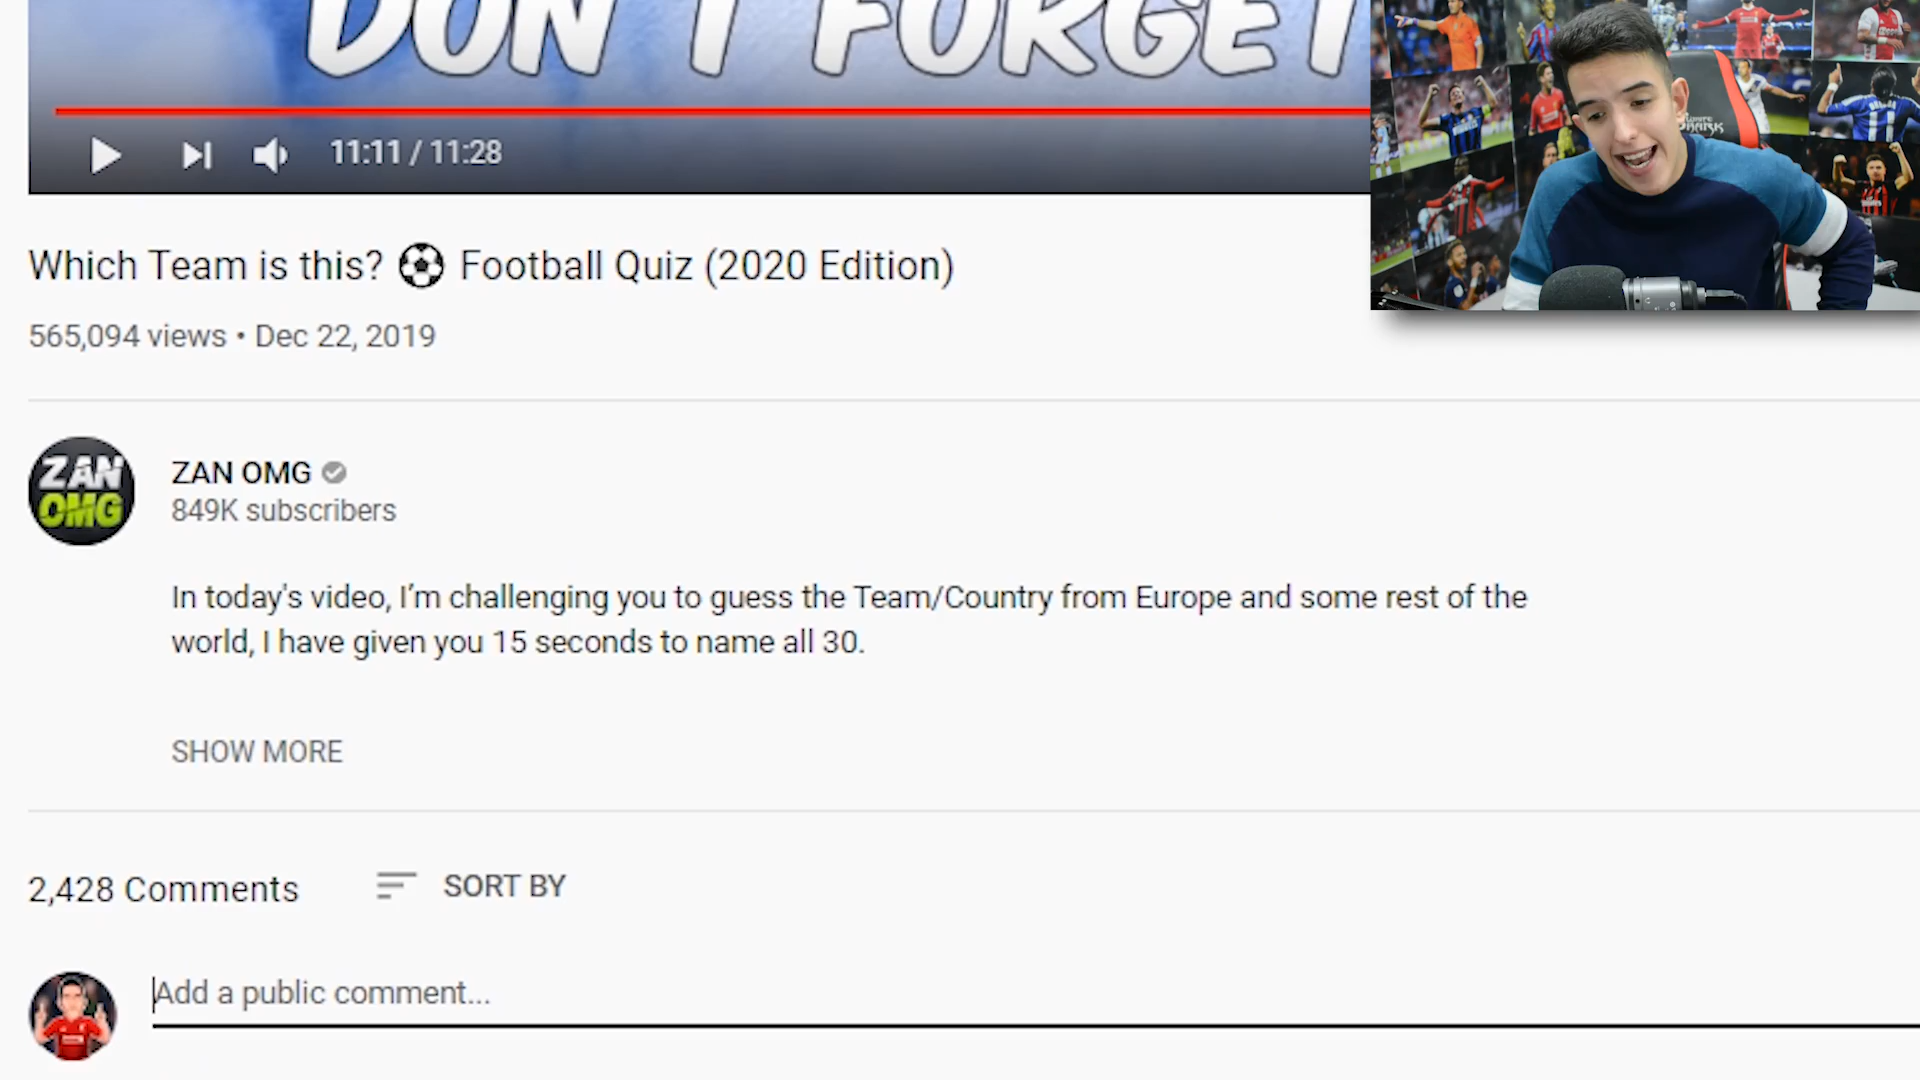 DON'T FORGET
11:11 / 11:28
Which Team is this? ⚽ Football Quiz (2020 Edition)
565,094 views • Dec 22, 2019
ZAN
OMG
ZAN OMG
849K subscribers
In today's video, I'm challenging you to guess the Team/Country from Europe and some rest of the
world, I have given you 15 seconds to name all 30.
SHOW MORE
2,428 Comments
SORT BY
Add a public comment...